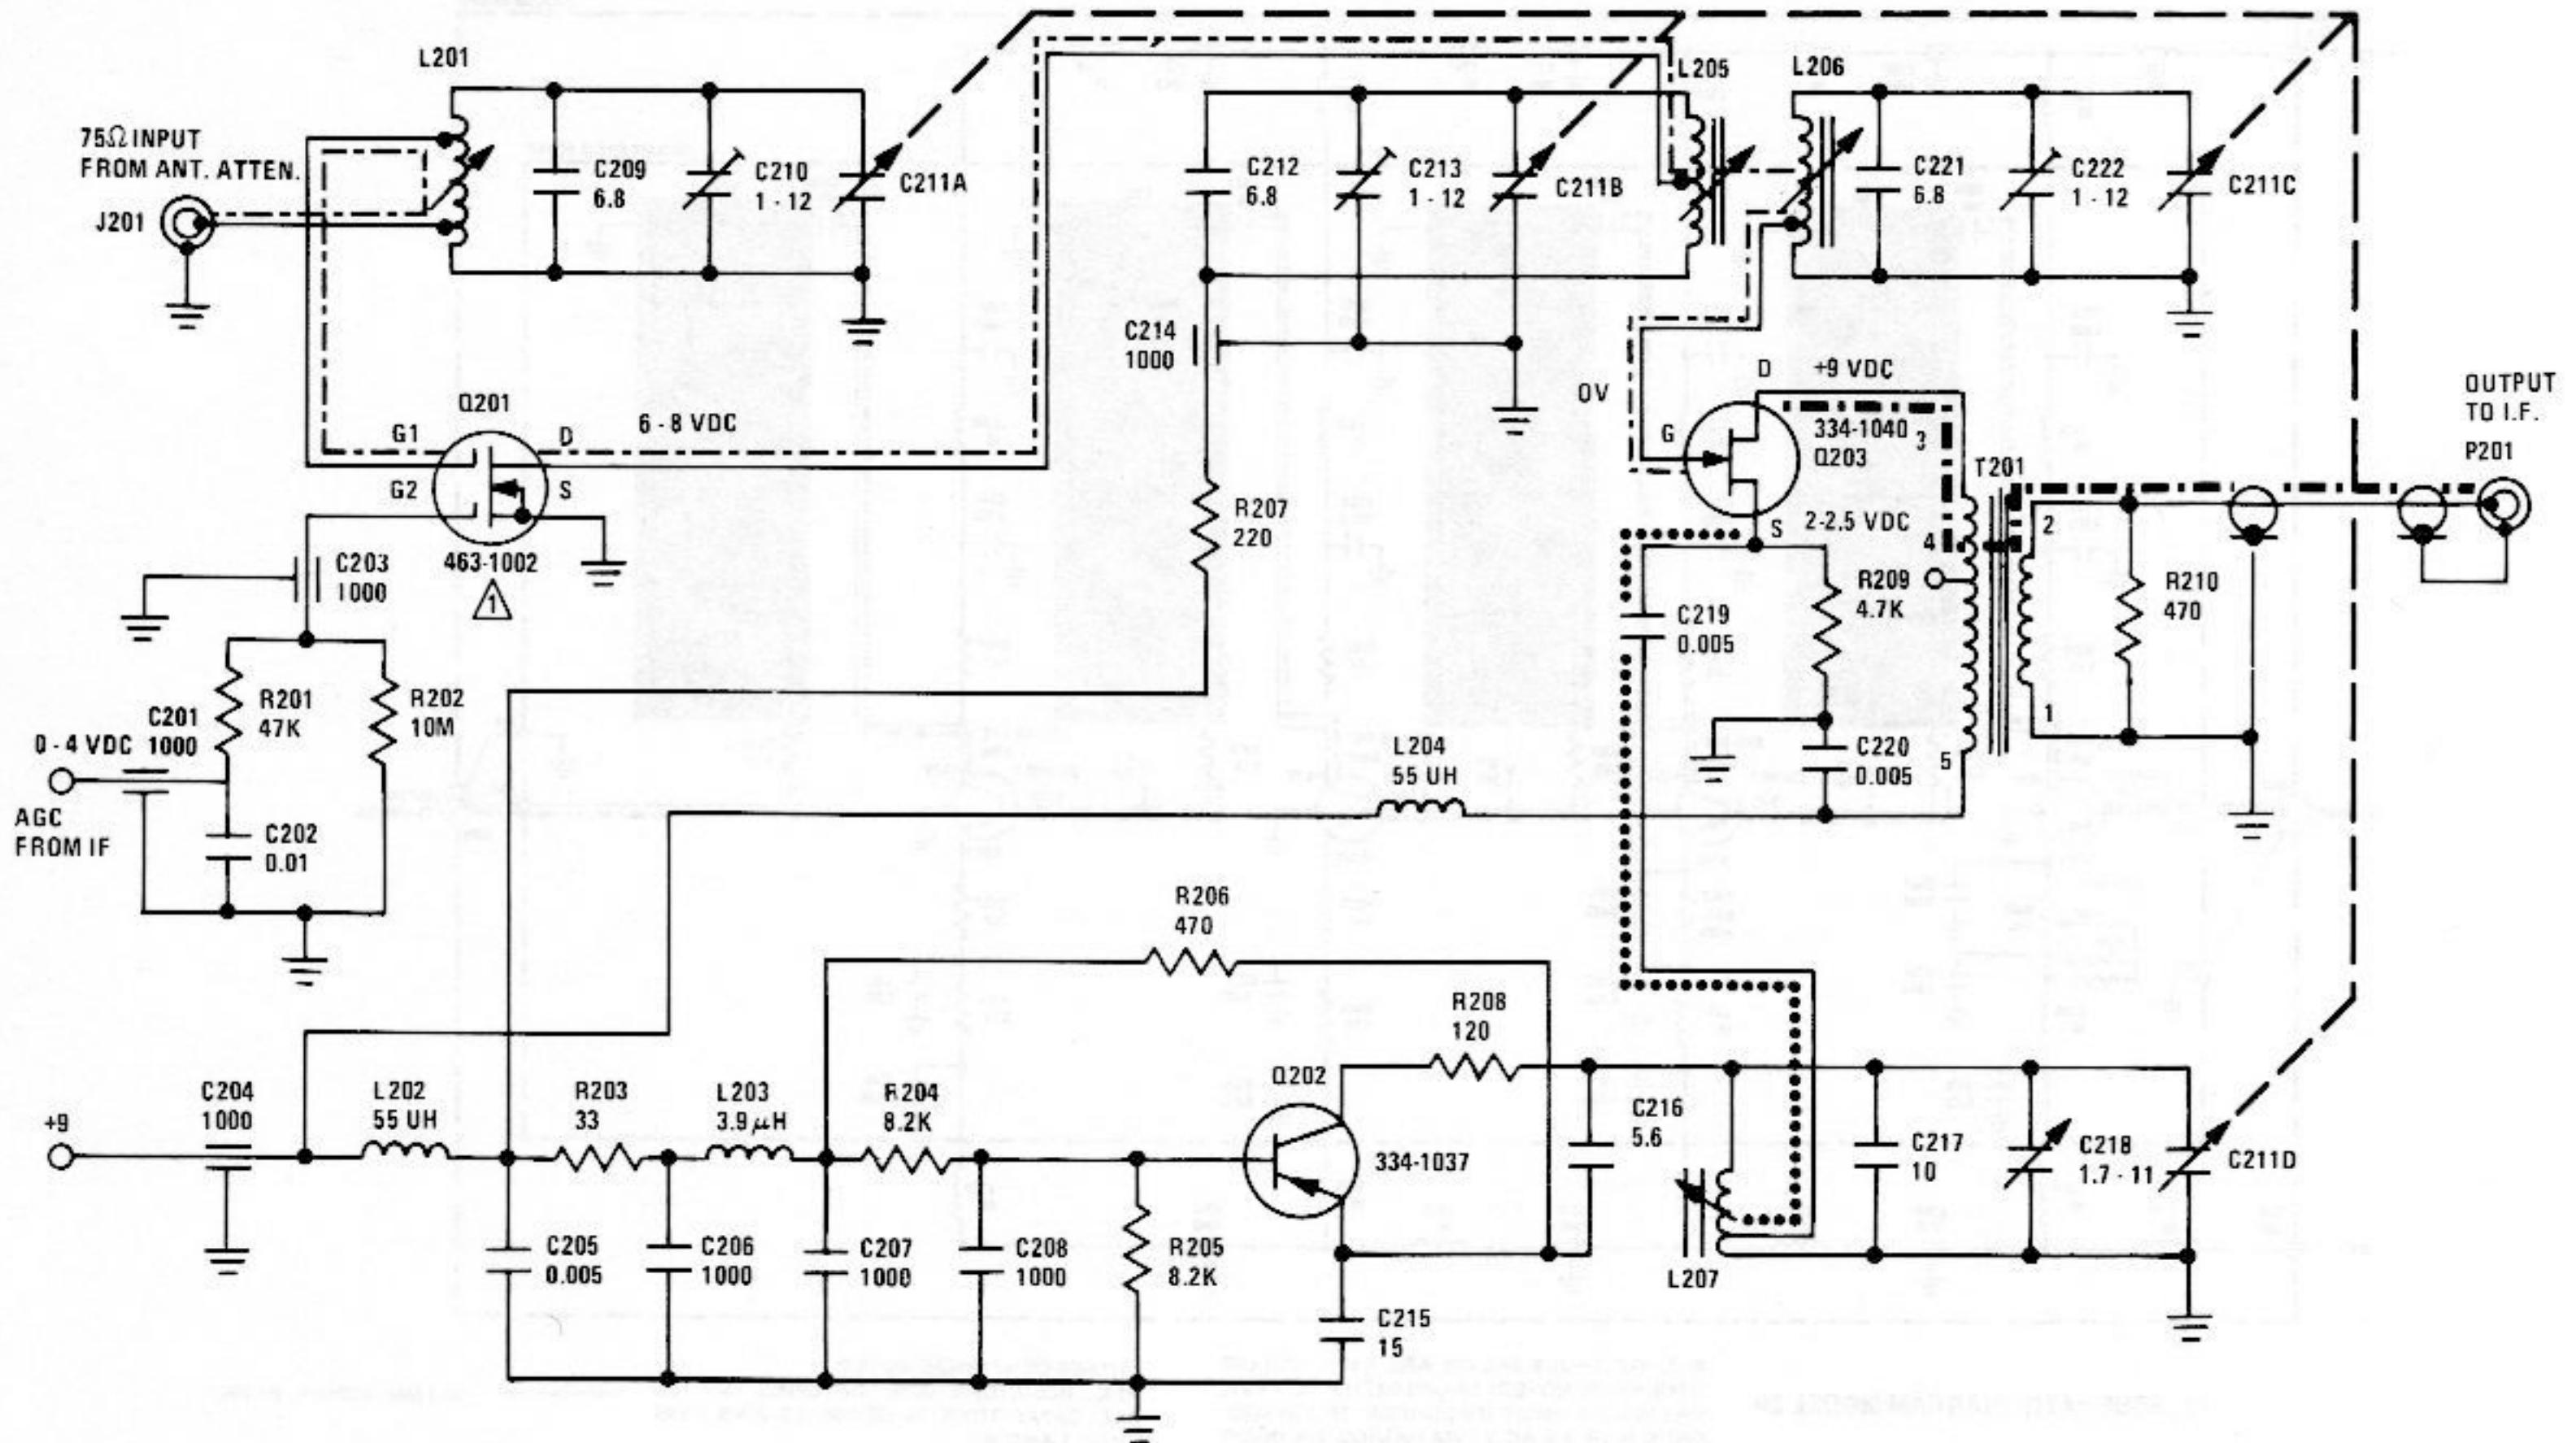 L201
75Ω INPUT
FROM ANT. ATTEN.
J201
C209
6.8
C210
1 - 12
C211A
C212
6.8
C213
1 - 12
C211B
L205
L206
C221
6.8
C222
1 - 12
C211C
C214
1000
Q201
G1
G2
D
S
6 - 8 VDC
463-1002
1
C203
1000
R207
220
0V
D
+9 VDC
G
334-1040
Q203
3
S
2-2.5 VDC
4
T201
2
OUTPUT
TO I.F.
P201
R209
4.7K
R210
470
C219
0.005
1
5
C220
0.005
R201
47K
R202
10M
C201
1000
0 - 4 VDC
AGC
FROM IF
C202
0.01
L204
55 UH
R206
470
R208
120
+9
C204
1000
L202
55 UH
R203
33
L203
3.9μH
R204
8.2K
Q202
334-1037
C216
5.6
C217
10
C218
1.7 - 11
C211D
C205
0.005
C206
1000
C207
1000
C208
1000
R205
8.2K
L207
C215
15